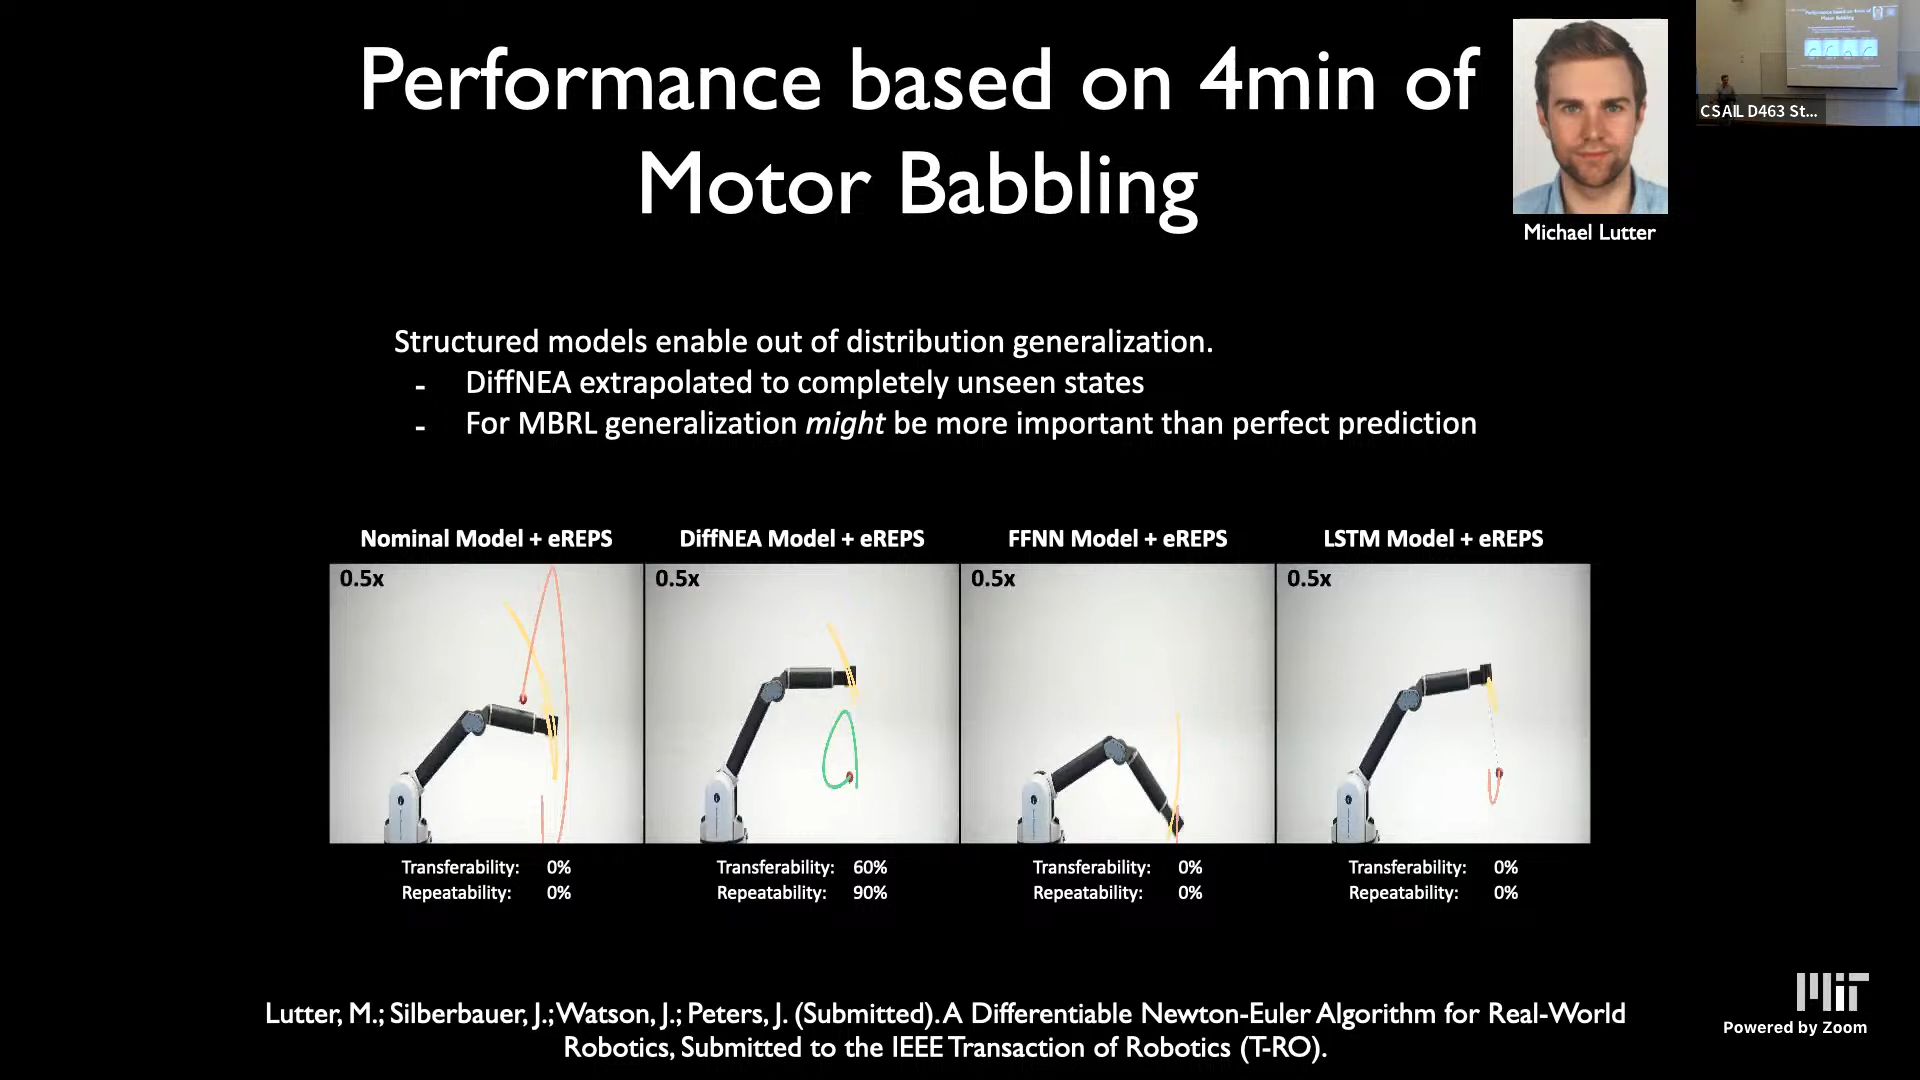 Performance based on 4min of
Motor Babbling
Michael Lutter
CSAIL D463 St...
Structured models enable out of distribution generalization.
- DiffNEA extrapolated to completely unseen states
- For MBRL generalization might be more important than perfect prediction
Nominal Model + eREPS
DiffNEA Model + eREPS
FFNN Model + eREPS
LSTM Model + eREPS
0.5x
0.5x
0.5x
0.5x
Transferability: 0%
Repeatability: 0%
Transferability: 60%
Repeatability: 90%
Transferability: 0%
Repeatability: 0%
Transferability: 0%
Repeatability: 0%
Lutter, M.; Silberbauer, J.; Watson, J.; Peters, J. (Submitted). A Differentiable Newton-Euler Algorithm for Real-World
Robotics, Submitted to the IEEE Transaction of Robotics (T-RO).
MIT
Powered by Zoom